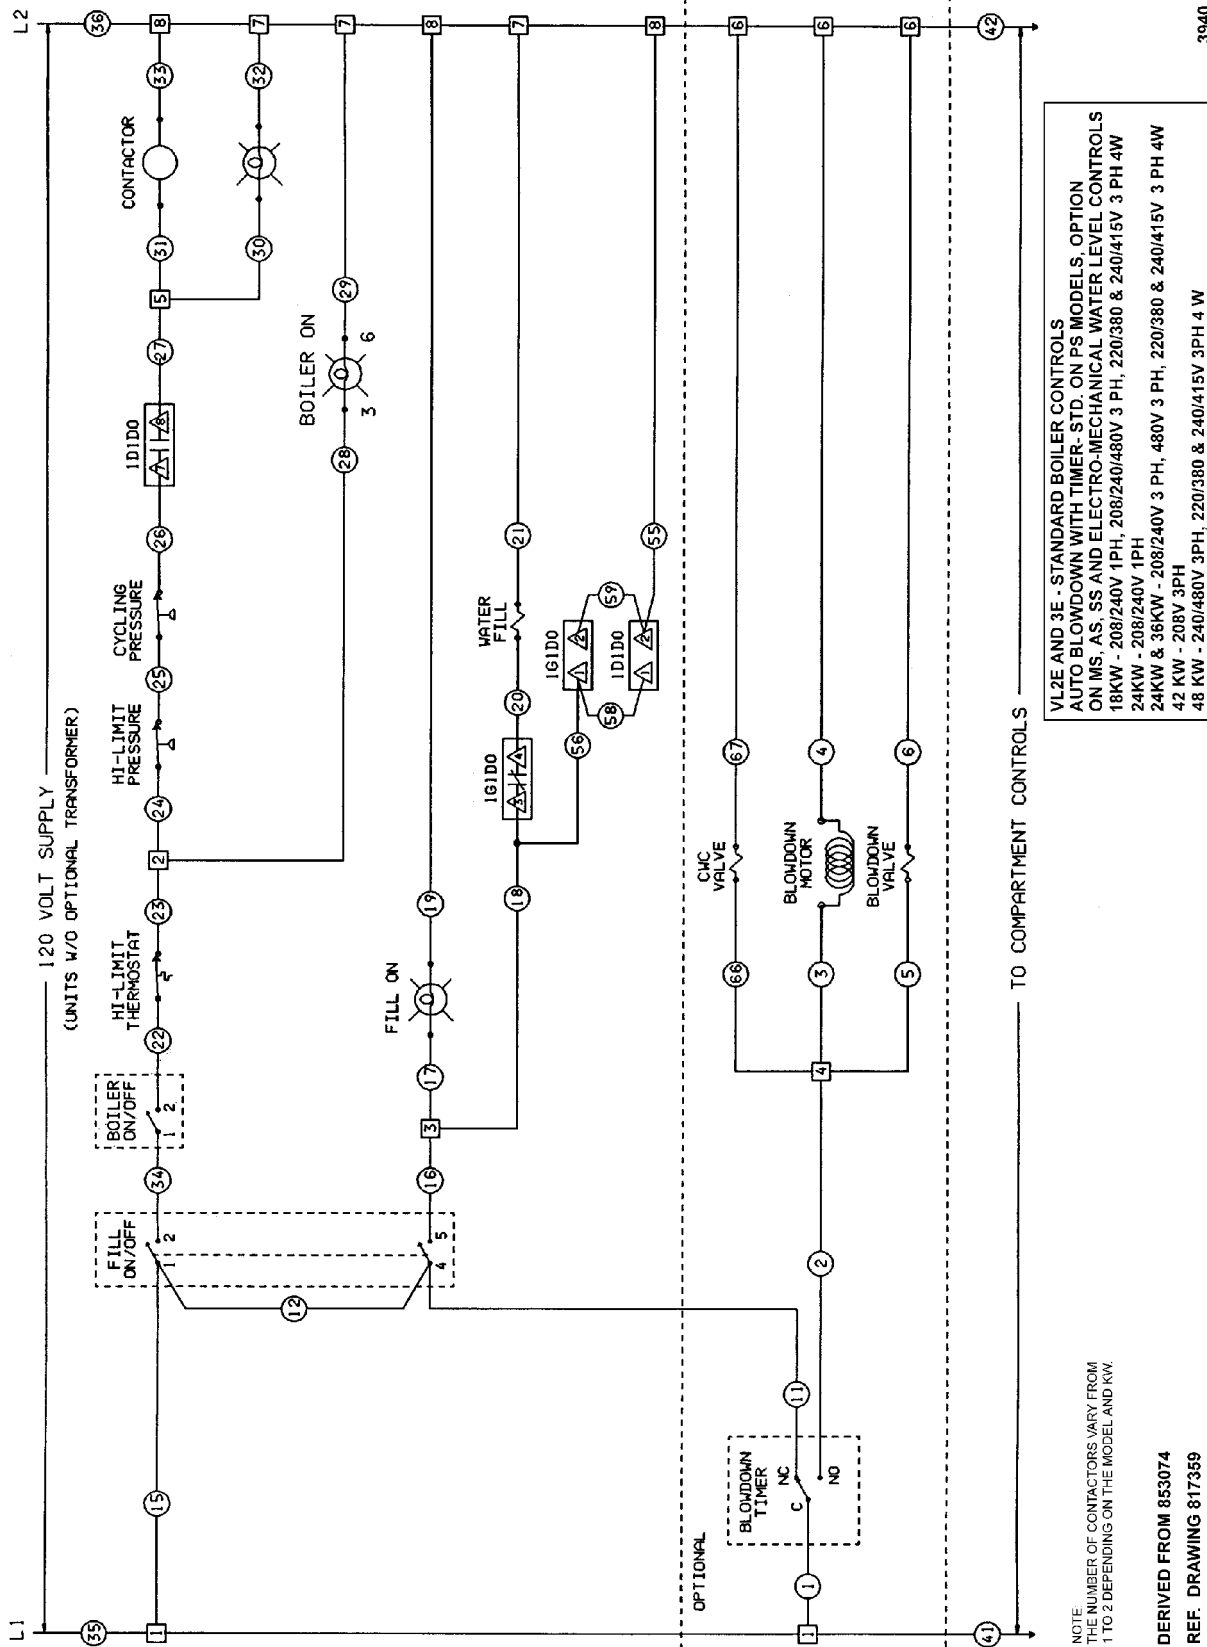 L1
L2
120 VOLT SUPPLY
(UNITS W/O OPTIONAL TRANSFORMER)
35
36
1
15
FILL
ON/OFF
1
2
34
BOILER
ON/OFF
1
2
22
HI-LIMIT
THERMOSTAT
23
2
24
HI-LIMIT
PRESSURE
25
CYCLING
PRESSURE
26
1D1D0
7
8
27
5
31
CONTACTOR
33
8
30
32
7
28
BOILER ON
3
6
29
7
12
4
5
16
3
17
FILL ON
19
8
18
1G1D0
3
4
20
WATER
FILL
21
7
56
1G1D0
1
2
58
59
1D1D0
1
2
55
8
OPTIONAL
1
1
BLOWDOWN
TIMER
C
NC
NO
11
2
4
66
CWC
VALVE
67
6
3
BLOWDOWN
MOTOR
4
6
5
BLOWDOWN
VALVE
6
6
41
42
TO COMPARTMENT CONTROLS
NOTE:
THE NUMBER OF CONTACTORS VARY FROM
1 TO 2 DEPENDING ON THE MODEL AND KW.
DERIVED FROM 853074
REF. DRAWING 817359
VL2E AND 3E - STANDARD BOILER CONTROLS
AUTO BLOWDOWN WITH TIMER- STD. ON PS MODELS, OPTION
ON MS, AS, SS AND ELECTRO-MECHANICAL WATER LEVEL CONTROLS
18KW - 208/240V 1PH, 208/240/480V 3 PH, 220/380 & 240/415V 3 PH 4W
24KW - 208/240V 1PH
24KW & 36KW - 208/240V 3 PH, 480V 3 PH, 220/380 & 240/415V 3 PH 4W
42 KW - 208V 3PH
48 KW - 240/480V 3PH, 220/380 & 240/415V 3PH 4 W
3940